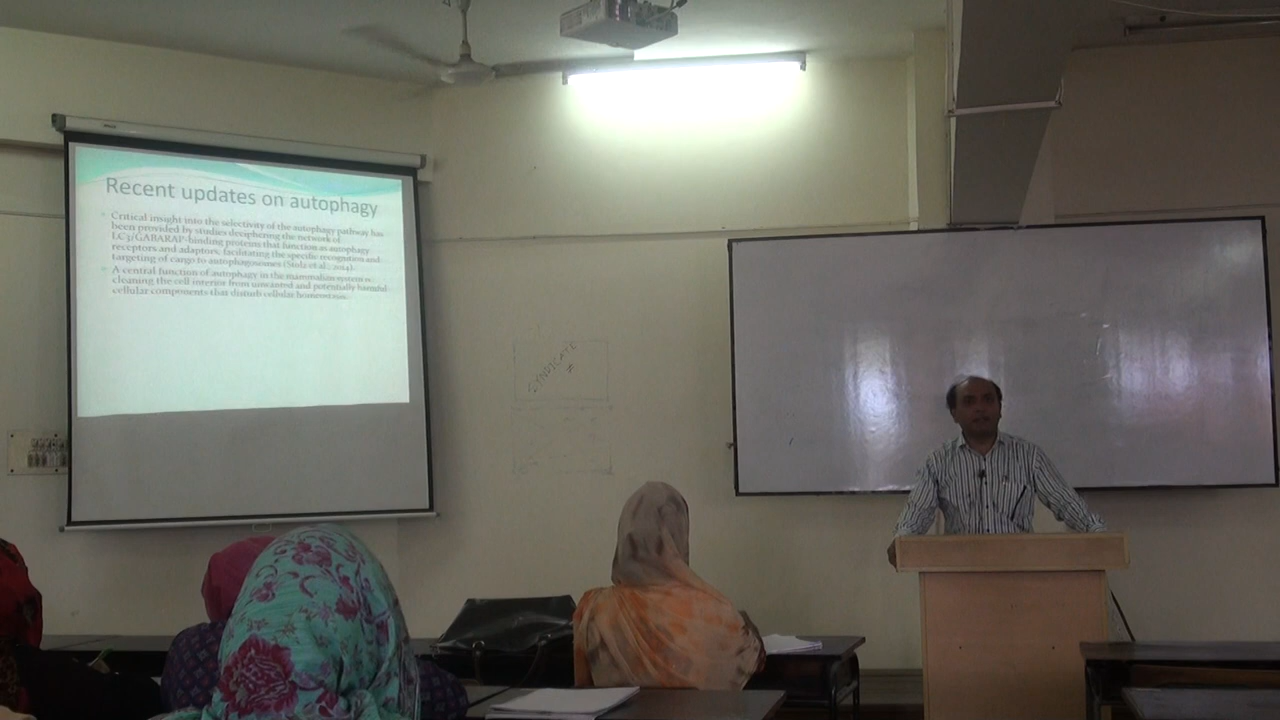 Recent updates on autophagy
Critical insight into the selectivity of the autophagy pathway has
been provided by studies deciphering the network of
LC3/GABARAP-binding proteins that function as autophagy
receptors and adaptors, facilitating the specific recognition and
targeting of cargo to autophagosomes (Stolz et al., 2014).
A central function of autophagy in the mammalian system is
cleaning the cell interior from unwanted and potentially harmful
cellular components that disturb cellular homeostasis.
SYNDICATE